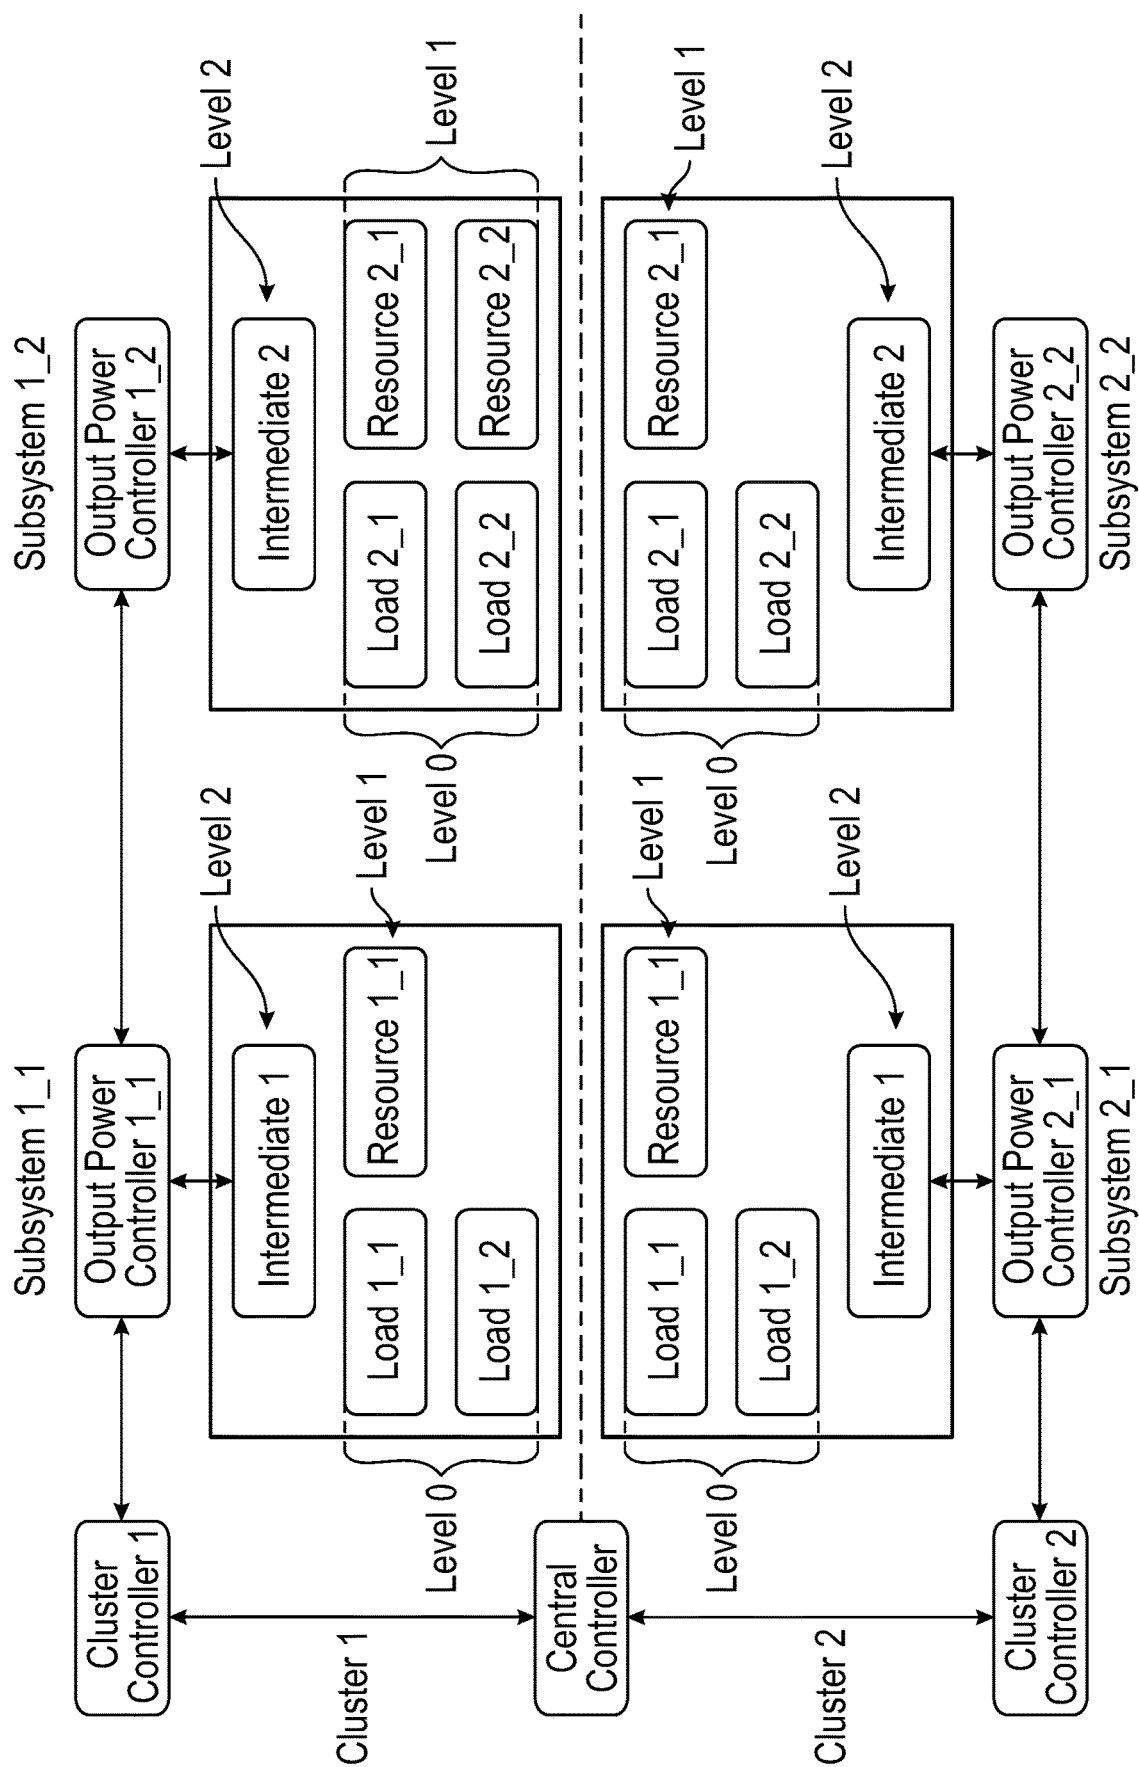 Subsystem 1_1
Subsystem 1_2
Cluster
Controller 1
Output Power
Controller 1_1
Output Power
Controller 1_2
Level 2
Level 2
Intermediate 1
Intermediate 2
Cluster 1
Level 0
Load 1_1
Resource 1_1
Level 1
Load 1_2
Level 0
Load 2_1
Resource 2_1
Load 2_2
Resource 2_2
Level 1
Central
Controller
Level 0
Load 1_1
Resource 1_1
Level 1
Load 1_2
Level 0
Load 2_1
Resource 2_1
Level 1
Load 2_2
Cluster 2
Intermediate 1
Level 2
Intermediate 2
Level 2
Cluster
Controller 2
Output Power
Controller 2_1
Output Power
Controller 2_2
Subsystem 2_1
Subsystem 2_2